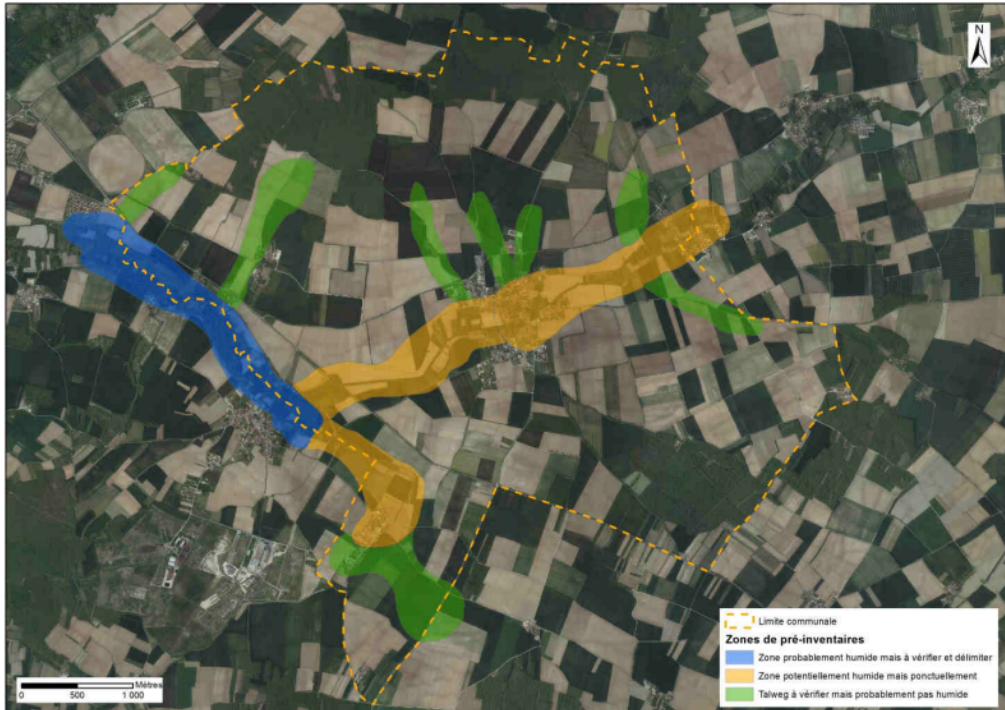 N
Limite communale
Zones de pré-inventaires
Zone probablement humide mais à vérifier et délimiter
Zone potentiellement humide mais ponctuellement
Talweg à vérifier mais probablement pas humide
Mètres
0 500 1 000